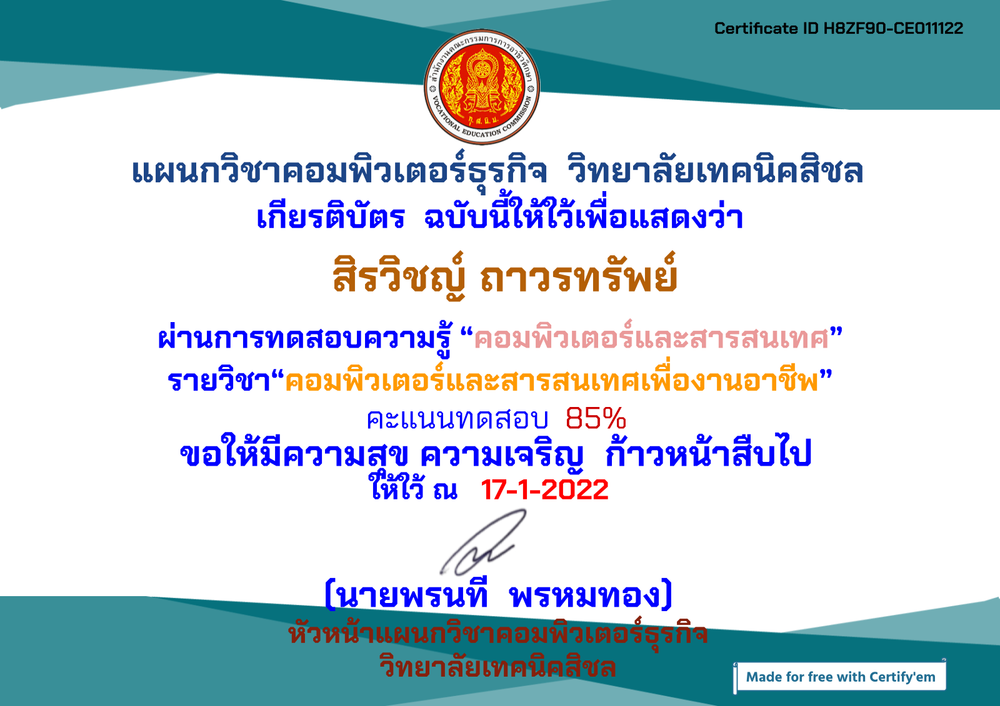 Certificate ID H8ZF90-CE011122
สำนักงานคณะกรรมการการอาชีวศึกษา
ทุ. ส. นิ. ม.
VOCATIONAL EDUCATION COMMISSION
แผนกวิชาคอมพิวเตอร์ธุรกิจ วิทยาลัยเทคนิคสิชล
เกียรติบัตร ฉบับนี้ให้ใว้เพื่อแสดงว่า
สิรวิชญ์ ถาวรทรัพย์
ผ่านการทดสอบความรู้ “คอมพิวเตอร์และสารสนเทศ”
รายวิชา“คอมพิวเตอร์และสารสนเทศเพื่องานอาชีพ”
คะแนนทดสอบ 85%
ขอให้มีความสุข ความเจริญ ก้าวหน้าสืบไป
ให้ใว้ ณ 17-1-2022
(นายพรนที พรหมทอง)
หัวหน้าแผนกวิชาคอมพิวเตอร์ธุรกิจ
วิทยาลัยเทคนิคสิชล
Made for free with Certify'em